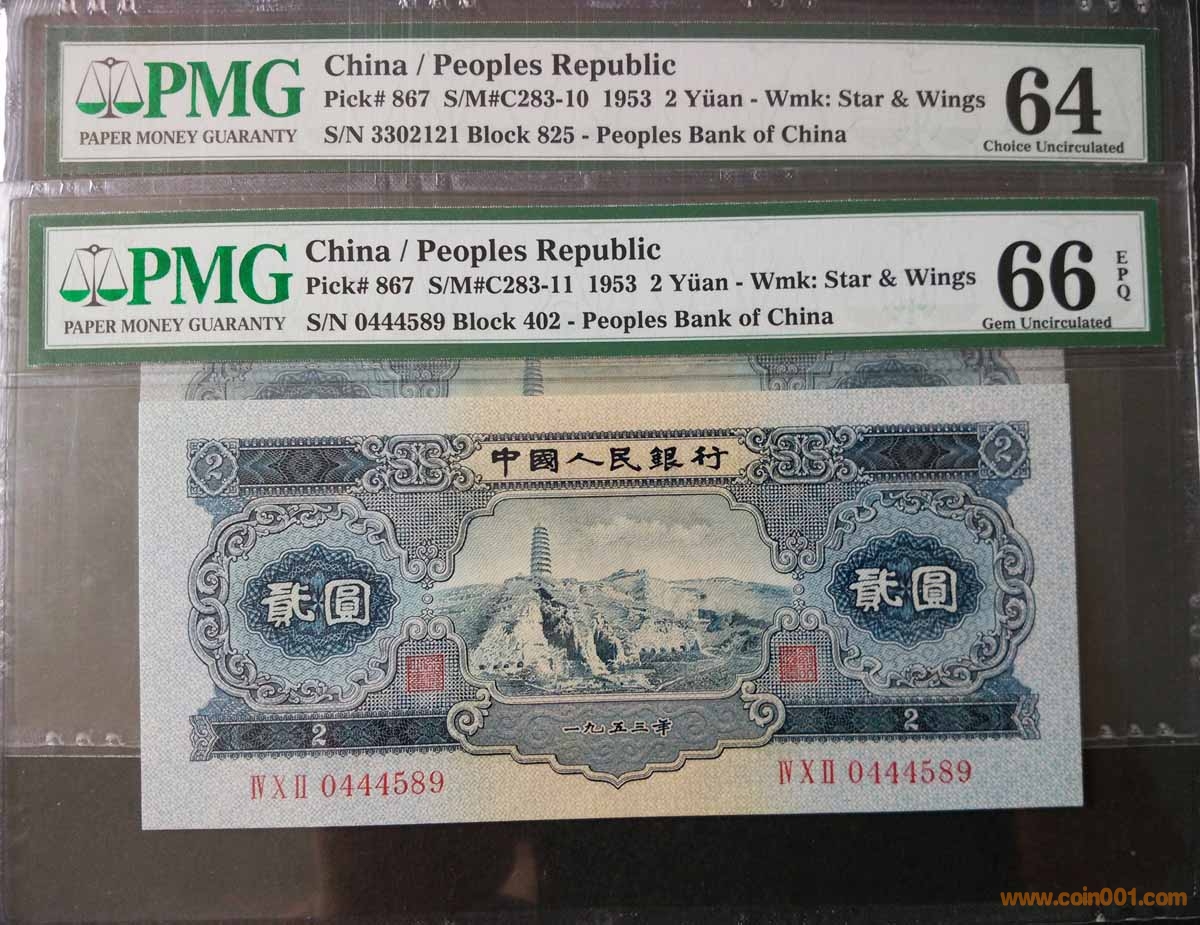 PMG
PAPER MONEY GUARANTY
China / Peoples Republic
Pick# 867 S/M#C283-10 1953 2 Yüan - Wmk: Star & Wings
S/N 3302121 Block 825 - Peoples Bank of China
64
Choice Uncirculated
PMG
PAPER MONEY GUARANTY
China / Peoples Republic
Pick# 867 S/M#C283-11 1953 2 Yüan - Wmk: Star & Wings
S/N 0444589 Block 402 - Peoples Bank of China
66
EPQ
Gem Uncirculated
2
中國人民銀行
2
貳圓
貳圓
一九五三年
2
2
IV X II 0444589
IV X II 0444589
www.coin001.com